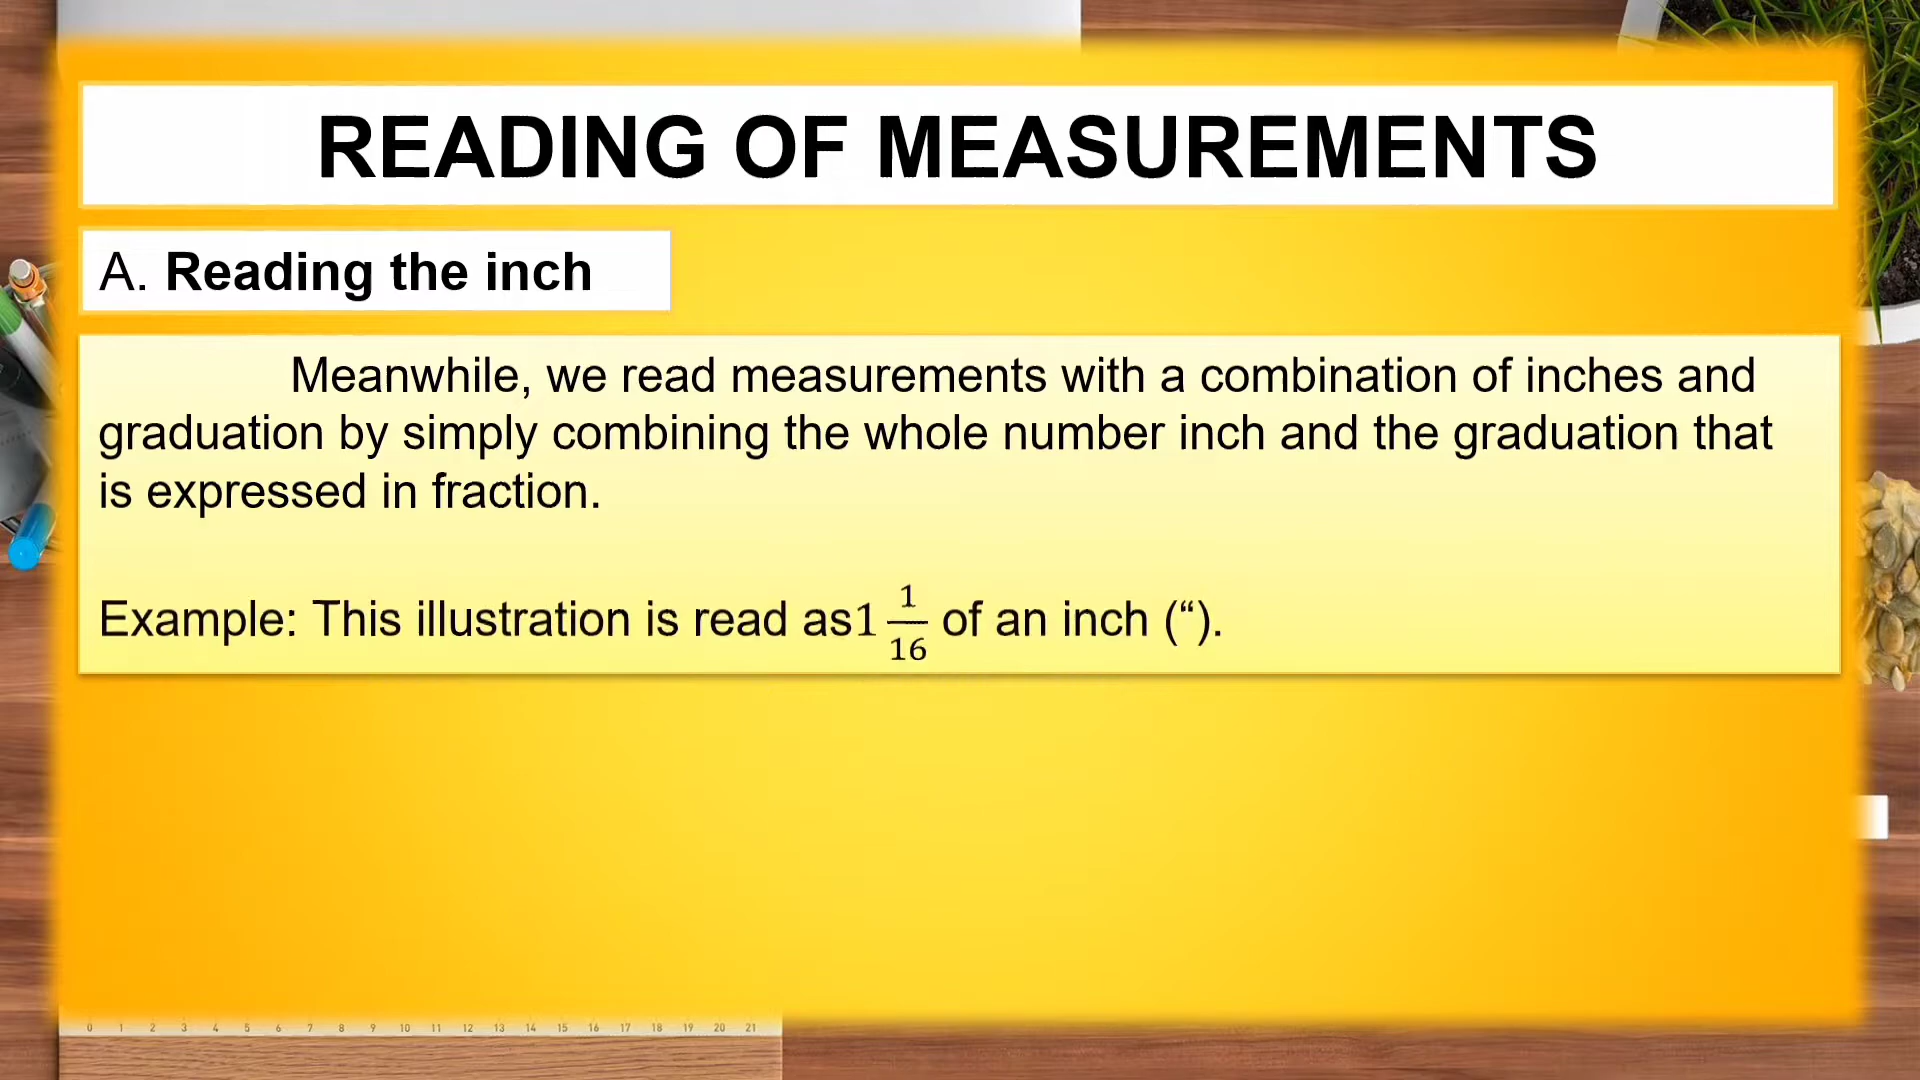 READING OF MEASUREMENTS
A. Reading the inch
Meanwhile, we read measurements with a combination of inches and
graduation by simply combining the whole number inch and the graduation that
is expressed in fraction.
Example: This illustration is read as1 1/16 of an inch (“).
0 1 2 3 4 5 6 7 8 9 10 11 12 13 14 15 16 17 18 19 20 21